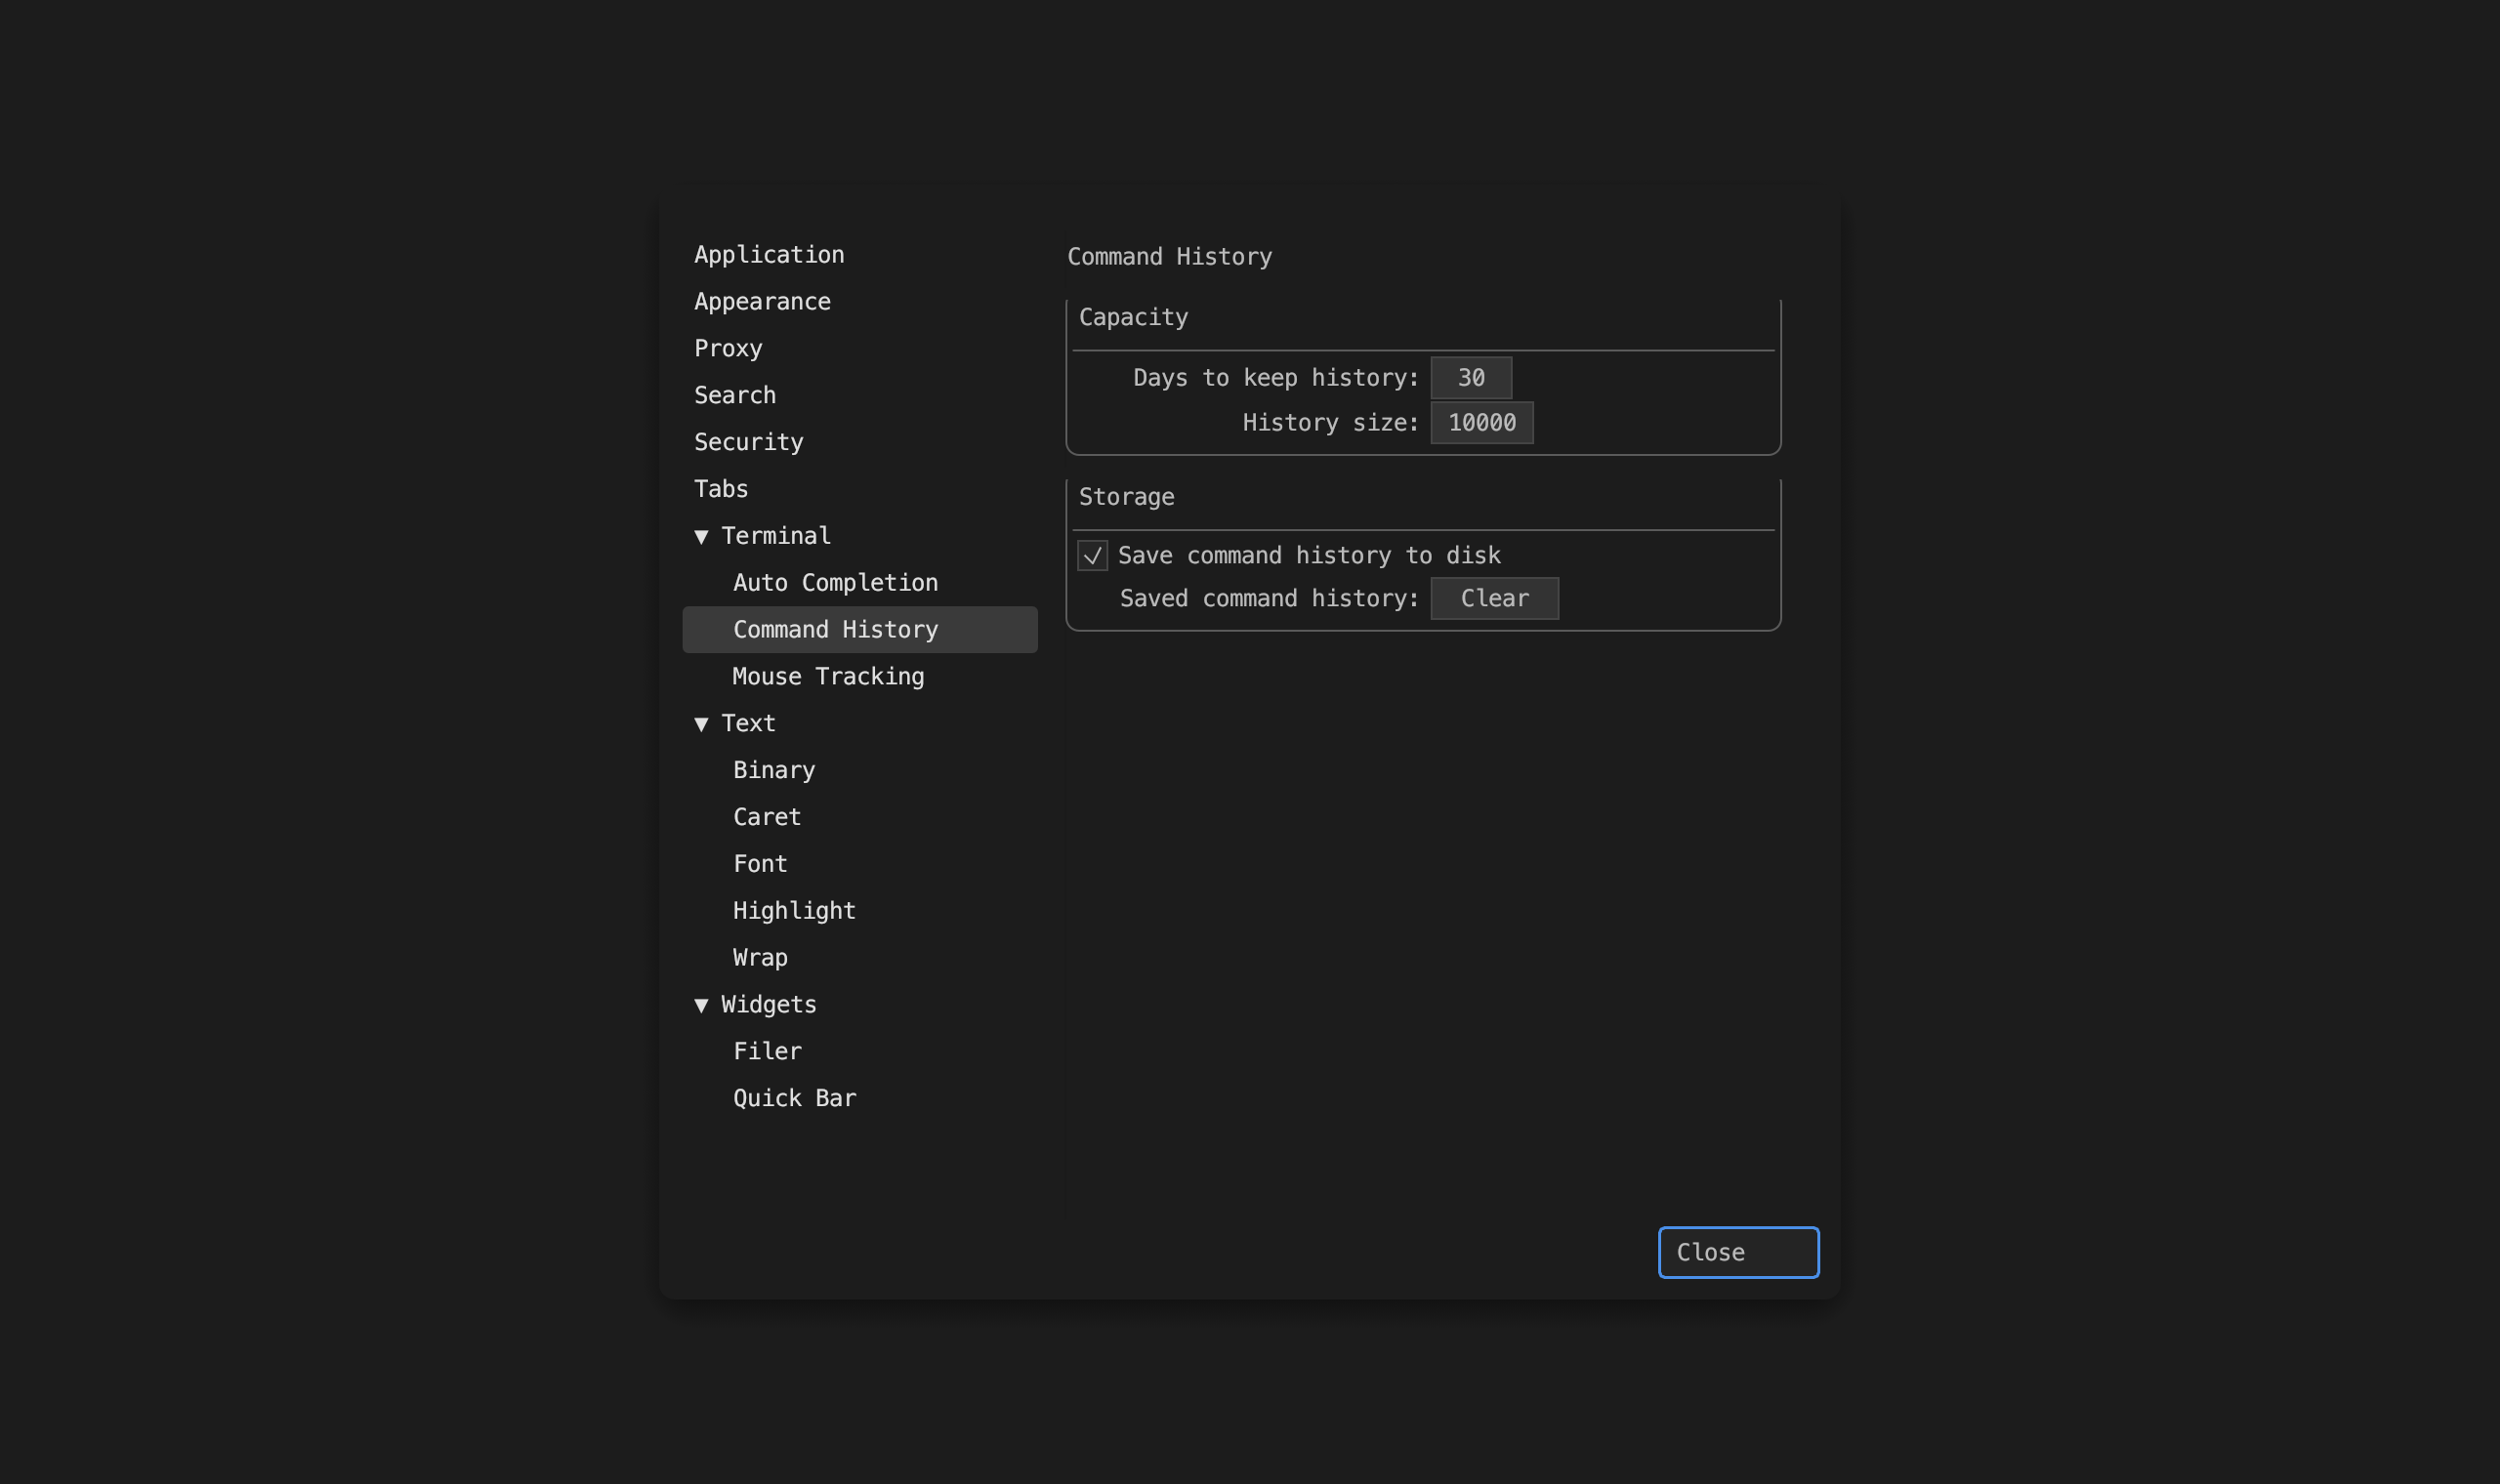 Application
Appearance
Proxy
Search
Security
Tabs
▼ Terminal
Auto Completion
Command History
Mouse Tracking
▼ Text
Binary
Caret
Font
Highlight
Wrap
▼ Widgets
Filer
Quick Bar
Command History
Capacity
Days to keep history: 30
History size: 10000
Storage
Save command history to disk
Saved command history: Clear
Close